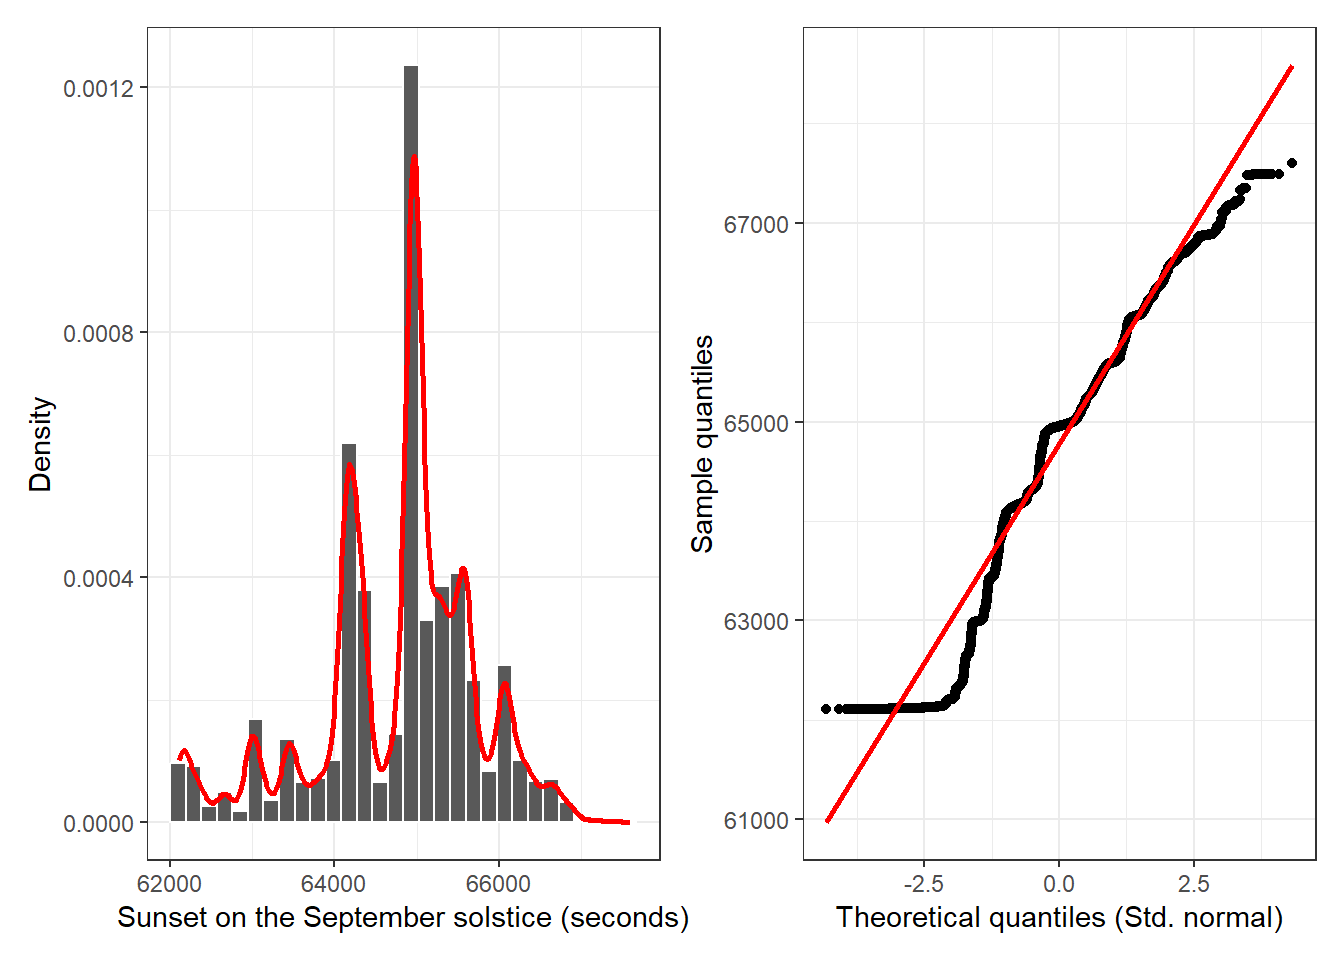 0.0012
0.0008
0.0004
0.0000
Density
62000 64000 66000
Sunset on the September solstice (seconds)
67000
65000
63000
61000
Sample quantiles
-2.5 0.0 2.5
Theoretical quantiles (Std. normal)